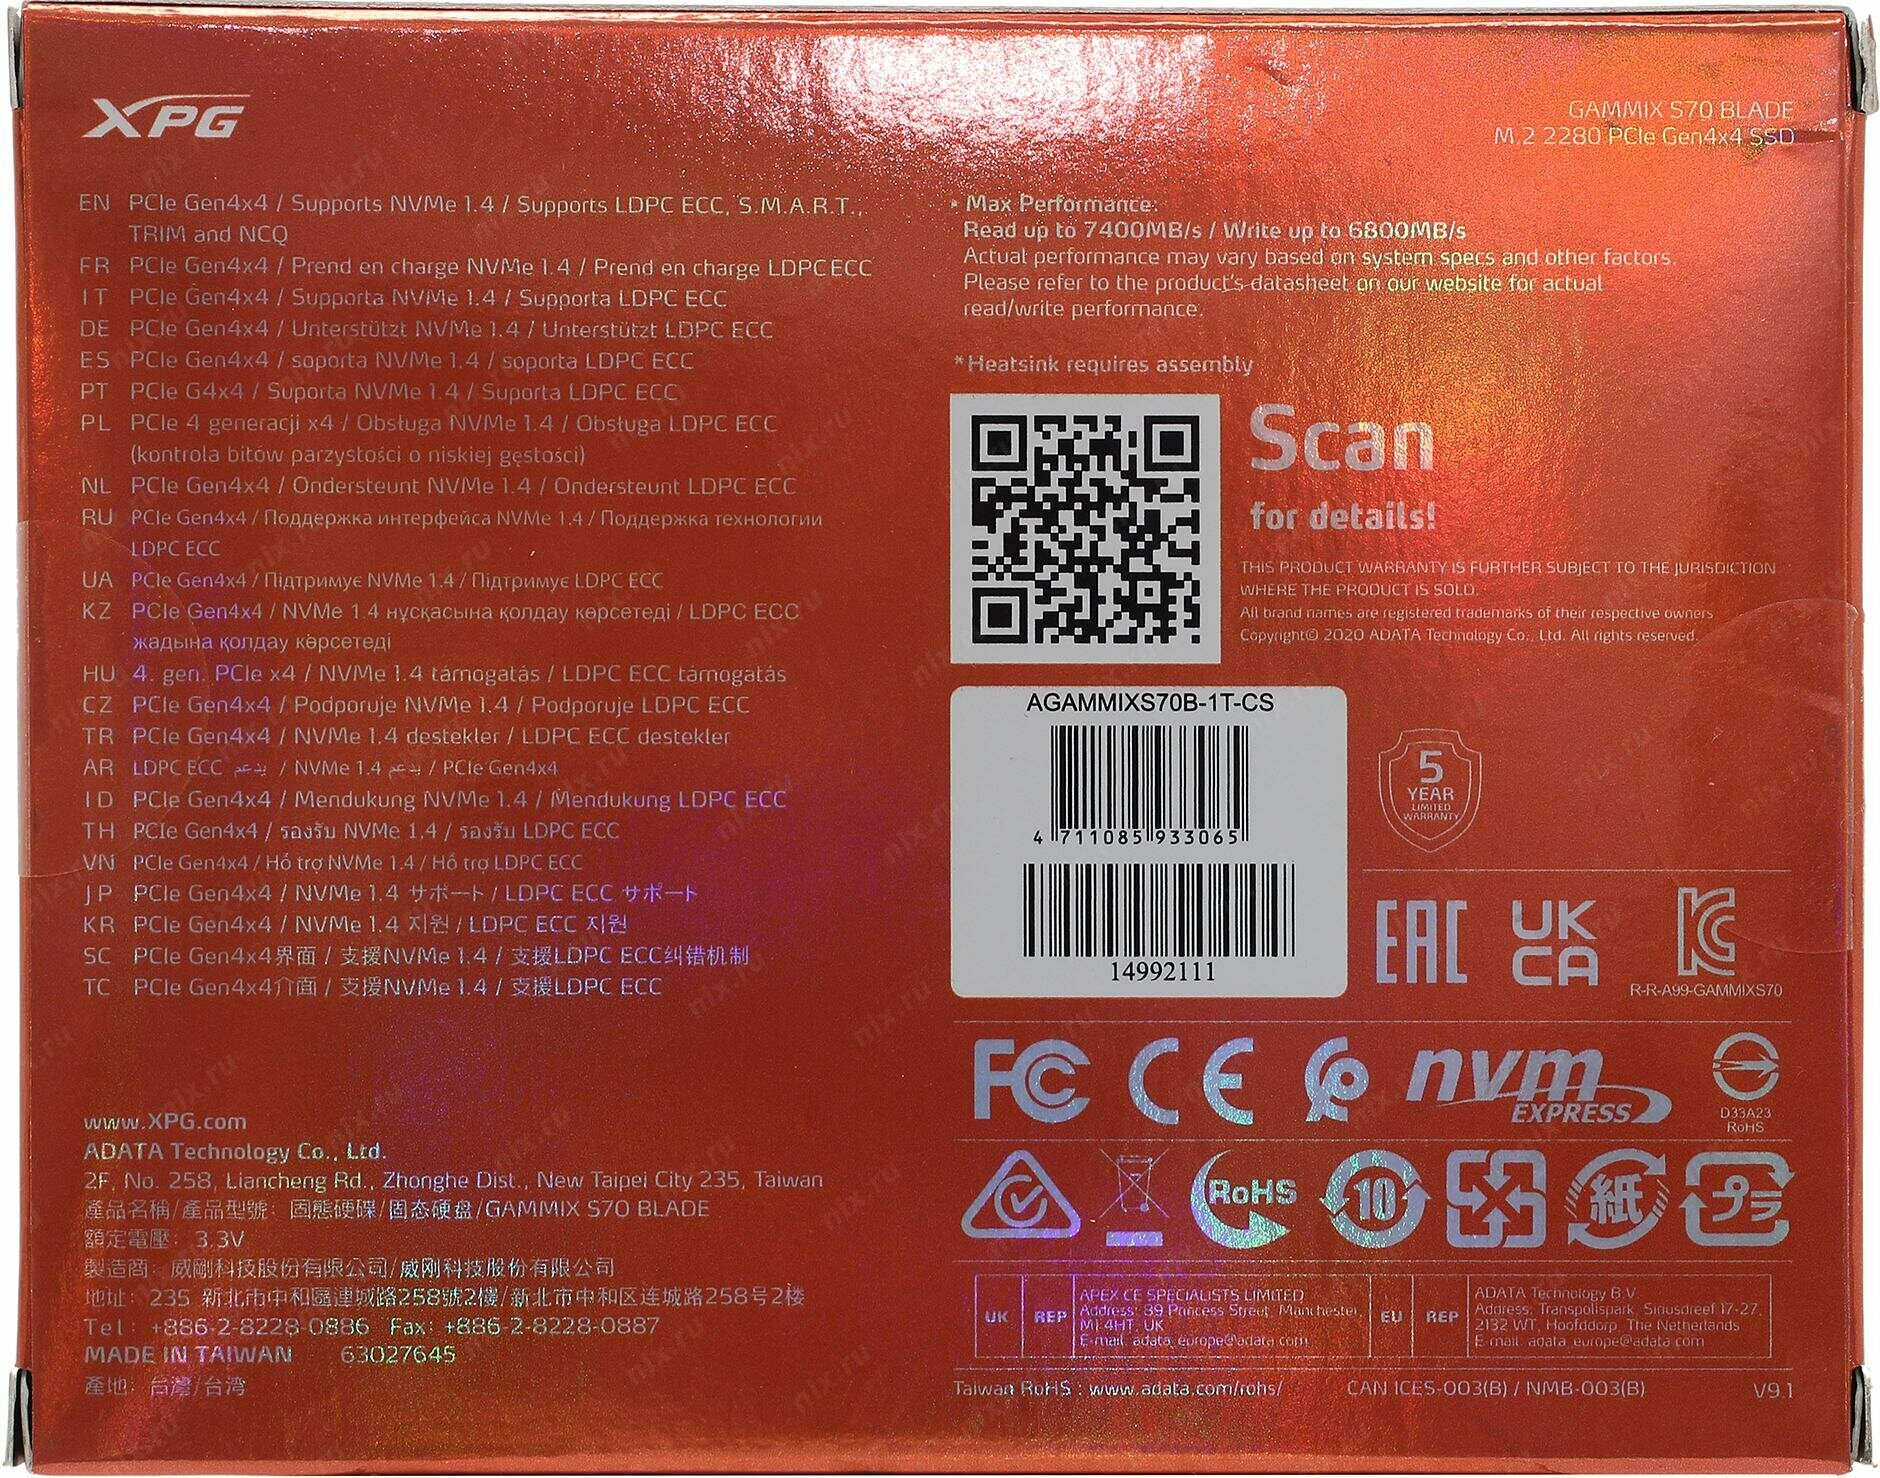 XPG
GAMMIX S70 BLADE
M.2 2280 PCIe Gen4x4 SSD
EN PCIe Gen4x4 / Supports NVMe 1.4 / Supports LDPC ECC, S.M.A.R.T.,
TRIM and NCQ
FR PCIe Gen4x4 / Prend en charge NVMe 1.4 / Prend en charge LDPC ECC
IT PCIe Gen4x4 / Supporta NVMe 1.4 / Supporta LDPC ECC
DE PCIe Gen4x4 / Unterstützt NVMe 1.4 / Unterstützt LDPC ECC
ES PCIe Gen4x4 / soporta NVMe 1.4 / soporta LDPC ECC
PT PCIe G4x4 / Suporta NVMe 1.4 / Suporta LDPC ECC
PL PCIe 4 generacji x4 / Obsługa NVMe 1.4 / Obsługa LDPC ECC
(kontrola bitów parzystości o niskiej gęstości)
NL PCIe Gen4x4 / Ondersteunt NVMe 1.4 / Ondersteunt LDPC ECC
RU PCIe Gen4x4 / Поддержка интерфейса NVMe 1.4 / Поддержка технологии
LDPC ECC
UA PCIe Gen4x4 / Підтримує NVMe 1.4 / Підтримує LDPC ECC
KZ PCIe Gen4x4 / NVMe 1.4 нұсқасына қолдау көрсетеді / LDPC ECC
жадына қолдау көрсетеді
HU 4. gen. PCIe x4 / NVMe 1.4 támogatás / LDPC ECC támogatás
CZ PCIe Gen4x4 / Podporuje NVMe 1.4 / Podporuje LDPC ECC
TR PCIe Gen4x4 / NVMe 1.4 destekler / LDPC ECC destekler
AR LDPC ECC يدعم / NVMe 1.4 يدعم / PCIe Gen4x4
ID PCIe Gen4x4 / Mendukung NVMe 1.4 / Mendukung LDPC ECC
TH PCIe Gen4x4 / รองรับ NVMe 1.4 / รองรับ LDPC ECC
VN PCIe Gen4x4 / Hỗ trợ NVMe 1.4 / Hỗ trợ LDPC ECC
JP PCIe Gen4x4 / NVMe 1.4 サポート / LDPC ECC サポート
KR PCIe Gen4x4 / NVMe 1.4 지원 / LDPC ECC 지원
SC PCIe Gen4x4界面 / 支援NVMe 1.4 / 支援LDPC ECC纠错机制
TC PCIe Gen4x4介面 / 支援NVMe 1.4 / 支援LDPC ECC
www.XPG.com
ADATA Technology Co., Ltd.
2F, No. 258, Liancheng Rd., Zhonghe Dist., New Taipei City 235, Taiwan
產品名稱/產品型號: 固態硬碟/固态硬盘/GAMMIX S70 BLADE
額定電壓: 3.3V
製造商: 威剛科技股份有限公司/威刚科技股份有限公司
地址: 235 新北市中和區連城路258號2樓/新北市中和区连城路258号2楼
Tel: +886-2-8228-0886 Fax: +886-2-8228-0887
MADE IN TAIWAN 63027645
產地: 台灣/台湾
* Max Performance:
Read up to 7400MB/s / Write up to 6800MB/s
Actual performance may vary based on system specs and other factors.
Please refer to the product's datasheet on our website for actual
read/write performance.
*Heatsink requires assembly
Scan
for details!
THIS PRODUCT WARRANTY IS FURTHER SUBJECT TO THE JURISDICTION
WHERE THE PRODUCT IS SOLD.
All brand names are registered trademarks of their respective owners
Copyright© 2020 ADATA Technology Co., Ltd. All rights reserved.
AGAMMIXS70B-1T-CS
4 711085 933065
14992111
5
YEAR
LIMITED
WARRANTY
EAC
UK
CA
R-R-A99-GAMMIXS70
FC CE nvm
EXPRESS
D33A23
RoHS
RoHS 10 紙 プラ
UK REP
APEX CE SPECIALISTS LIMITED
Address: 89 Princess Street, Manchester,
M1 4HT, UK
E-mail: adata_europe@adata.com
EU REP
ADATA Technology B.V.
Address: Transpolispark, Siriusdreef 17-27,
2132 WT, Hoofddorp, The Netherlands
E-mail: adata_europe@adata.com
Taiwan RoHS : www.adata.com/rohs/
CAN ICES-003(B) / NMB-003(B)
V9.1
nix.ru